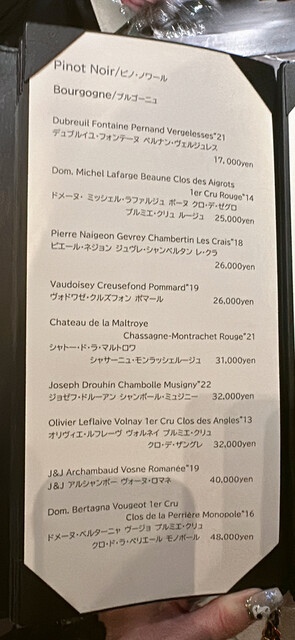 Pinot Noir/ピノ・ノワール
Bourgogne/ブルゴーニュ
Dubreuil Fontaine Pernand Vergelesses"21
デュブルイユ・フォンテーヌ ペルナン・ヴェルジュレス
17,000yen
Dom. Michel Lafarge Beaune Clos des Aigrots
1er Cru Rouge"14
ドメーヌ・ ミッシェル・ラファルジュ ボーヌ クロ・デ・ゼグロ
プルミエ・クリュ ルージュ 25,000yen
Pierre Naigeon Gevrey Chambertin Les Crais"18
ピエール・ネジョン ジュヴレ・シャンベルタン レ・クラ
26,000yen
Vaudoisey Creusefond Pommard"19
ヴォドワゼ・クルズフォン ポマール 26,000yen
Chateau de la Maltroye
Chassagne-Montrachet Rouge"21
シャトー・ド・ラ・マルトロワ
シャサーニュ・モンラッシェルージュ 31,000yen
Joseph Drouhin Chambolle Musigny"22
ジョゼフ・ドルーアン シャンボール・ミュジニー 32,000yen
Olivier Leflaive Volnay 1er Cru Clos des Angles"13
オリヴィエ・ルフレーヴ ヴォルネイ プルミエ・クリュ
クロ・デ・ザングレ 32,000yen
J&J Archambaud Vosne Romanée"19
J&J アルシャンボー ヴォーヌ・ロマネ 40,000yen
Dom. Bertagna Vougeot 1er Cru
Clos de la Perrière Monopole"16
ドメーヌ・ベルターニャ ヴージョ プルミエ・クリュ
クロ・ド・ラ・ペリエール モノポール 48,000yen